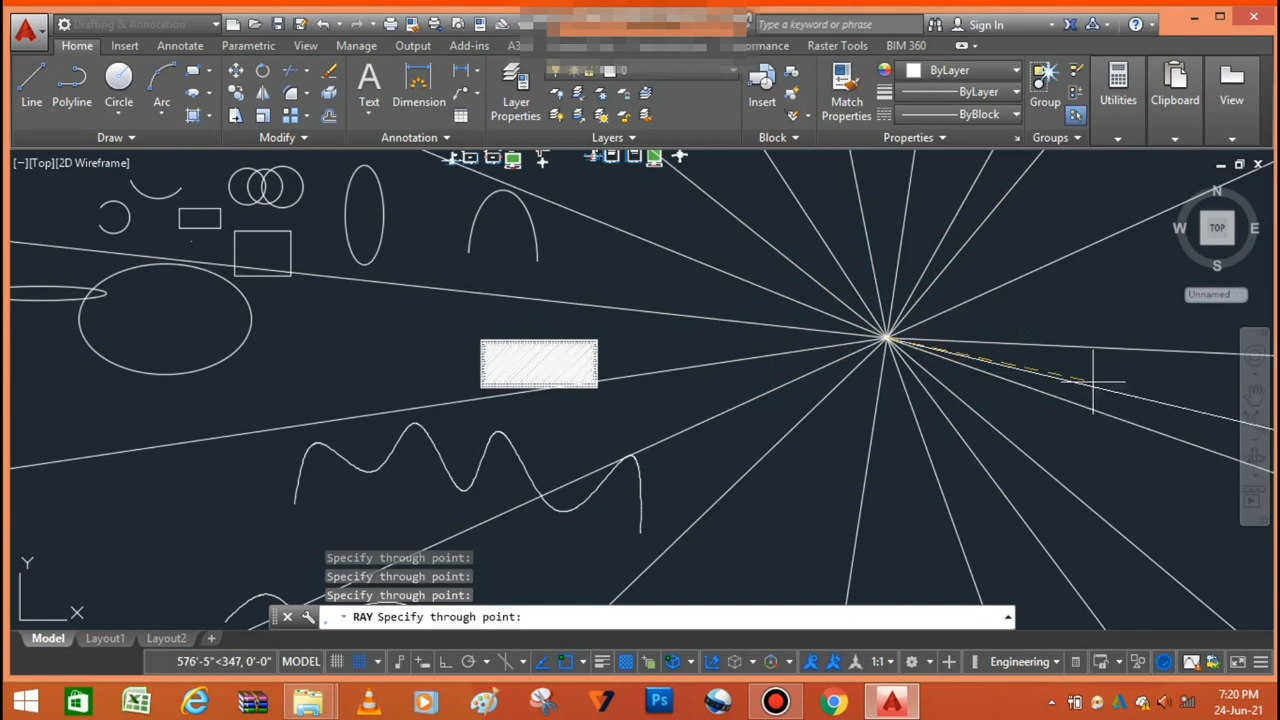 Drafting & Annotation
Type a keyword or phrase
Sign In
Home Insert Annotate Parametric View Manage Output Add-ins
Raster Tools BIM 360
Line Polyline Circle Arc
Text Dimension
Layer Properties
0
Insert
Match Properties
ByLayer
ByLayer
ByBlock
Group
Utilities
Clipboard
View
Draw Modify Annotation Layers Block Properties Groups
[−][Top][2D Wireframe]
N
W TOP E
S
Unnamed
Y
X
Specify through point:
Specify through point:
Specify through point:
RAY Specify through point:
Model Layout1 Layout2 +
576'-5"<347, 0'-0" MODEL 1:1 Engineering
Ps
7:20 PM
24-Jun-21